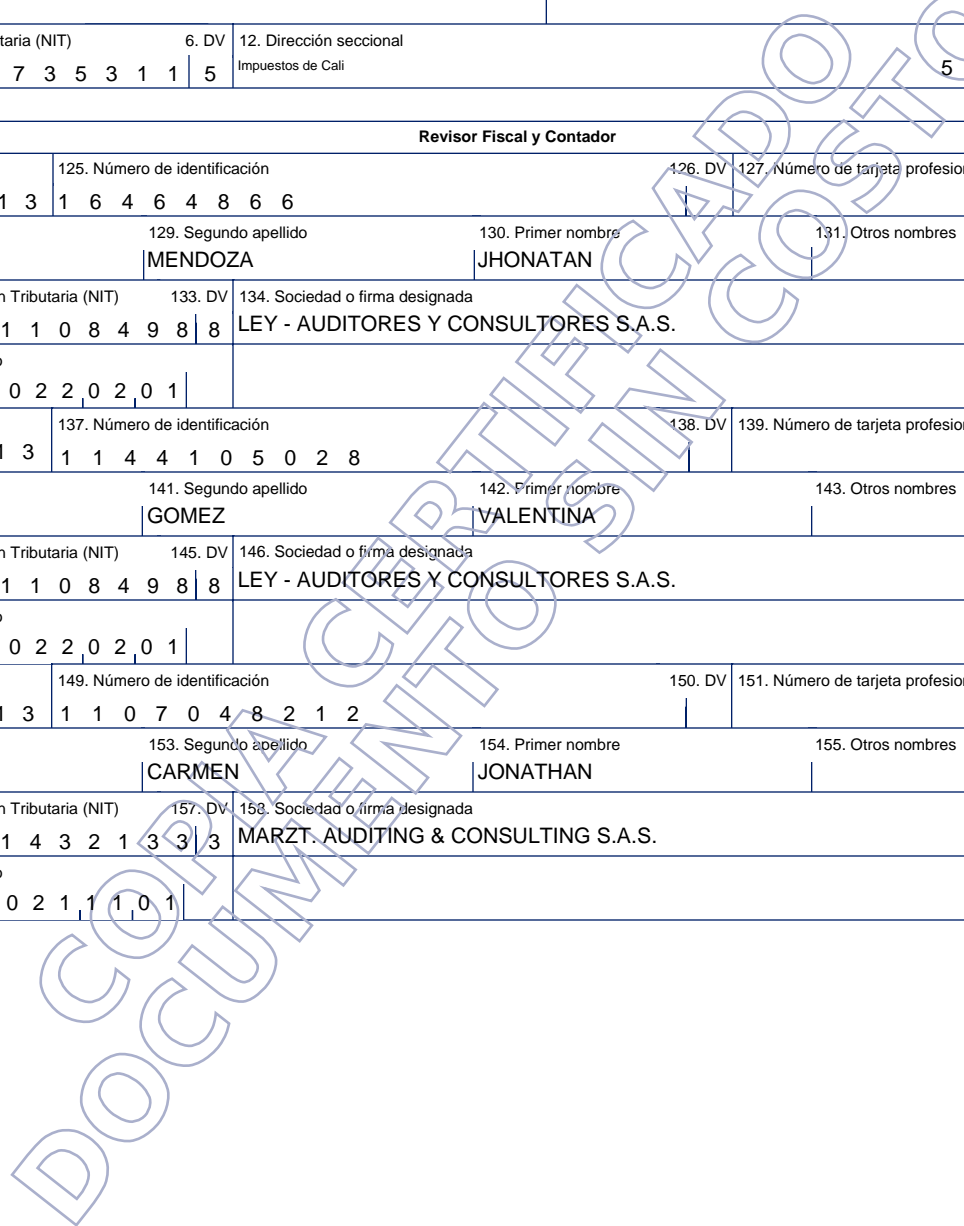 taria (NIT) 6. DV 12. Dirección seccional
7 3 5 3 1 1 5 Impuestos de Cali 5
Revisor Fiscal y Contador
125. Número de identificación 126. DV 127. Número de tarjeta profesion
1 3 1 6 4 6 4 8 6 6
129. Segundo apellido 130. Primer nombre 131. Otros nombres
MENDOZA JHONATAN
n Tributaria (NIT) 133. DV 134. Sociedad o firma designada
1 1 0 8 4 9 8 8 LEY - AUDITORES Y CONSULTORES S.A.S.
o
0 2 2 0 2 0 1
137. Número de identificación 138. DV 139. Número de tarjeta profesion
1 3 1 1 4 4 1 0 5 0 2 8
141. Segundo apellido 142. Primer nombre 143. Otros nombres
GOMEZ VALENTINA
n Tributaria (NIT) 145. DV 146. Sociedad o firma designada
1 1 0 8 4 9 8 8 LEY - AUDITORES Y CONSULTORES S.A.S.
o
0 2 2 0 2 0 1
149. Número de identificación 150. DV 151. Número de tarjeta profesion
1 3 1 1 0 7 0 4 8 2 1 2
153. Segundo apellido 154. Primer nombre 155. Otros nombres
CARMEN JONATHAN
n Tributaria (NIT) 157. DV 158. Sociedad o firma designada
1 4 3 2 1 3 3 3 MARZT. AUDITING & CONSULTING S.A.S.
o
0 2 1 1 1 0 1
COPIA CERTIFICADO
DOCUMENTO SIN COSTO